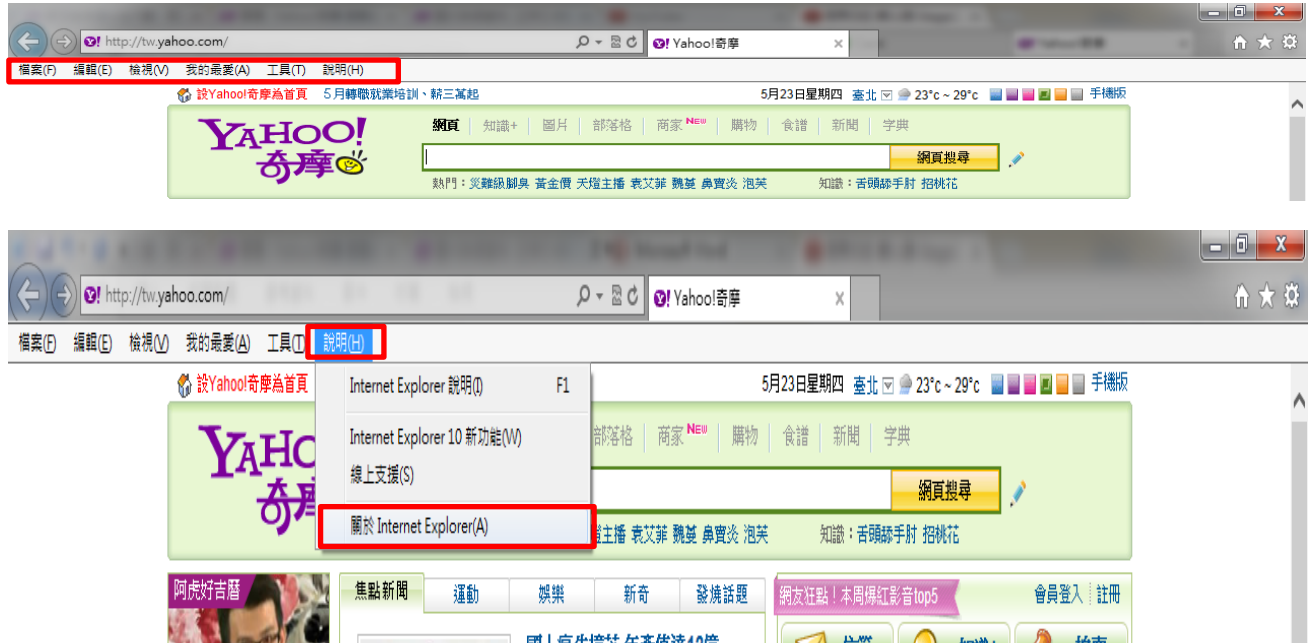 http://tw.yahoo.com/ Yahoo!奇摩
檔案(F) 編輯(E) 檢視(V) 我的最愛(A) 工具(T) 說明(H)
設Yahoo!奇摩為首頁 5月轉職就業培訓、薪三萬起 5月23日星期四 臺北 23°c ~ 29°c 手機版
YAHOO! 奇摩
網頁 知識+ 圖片 部落格 商家 New 購物 食譜 新聞 字典
網頁搜尋
熱門：災難級腳臭 黃金價 天燈主播 袁艾菲 魏蔓 鼻竇炎 泡芙 知識：舌頭舔手肘 招桃花
http://tw.yahoo.com/ Yahoo!奇摩
檔案(F) 編輯(E) 檢視(V) 我的最愛(A) 工具(T) 說明(H)
設Yahoo!奇摩為首頁 5月23日星期四 臺北 23°c ~ 29°c 手機版
Internet Explorer 說明(I) F1
Internet Explorer 10 新功能(W)
線上支援(S)
關於 Internet Explorer(A)
部落格 商家 New 購物 食譜 新聞 字典
網頁搜尋
燈主播 袁艾菲 魏蔓 鼻竇炎 泡芙 知識：舌頭舔手肘 招桃花
阿虎好吉曆 焦點新聞 運動 娛樂 新奇 發燒話題 網友狂點！本周爆紅影音top5 會員登入 註冊